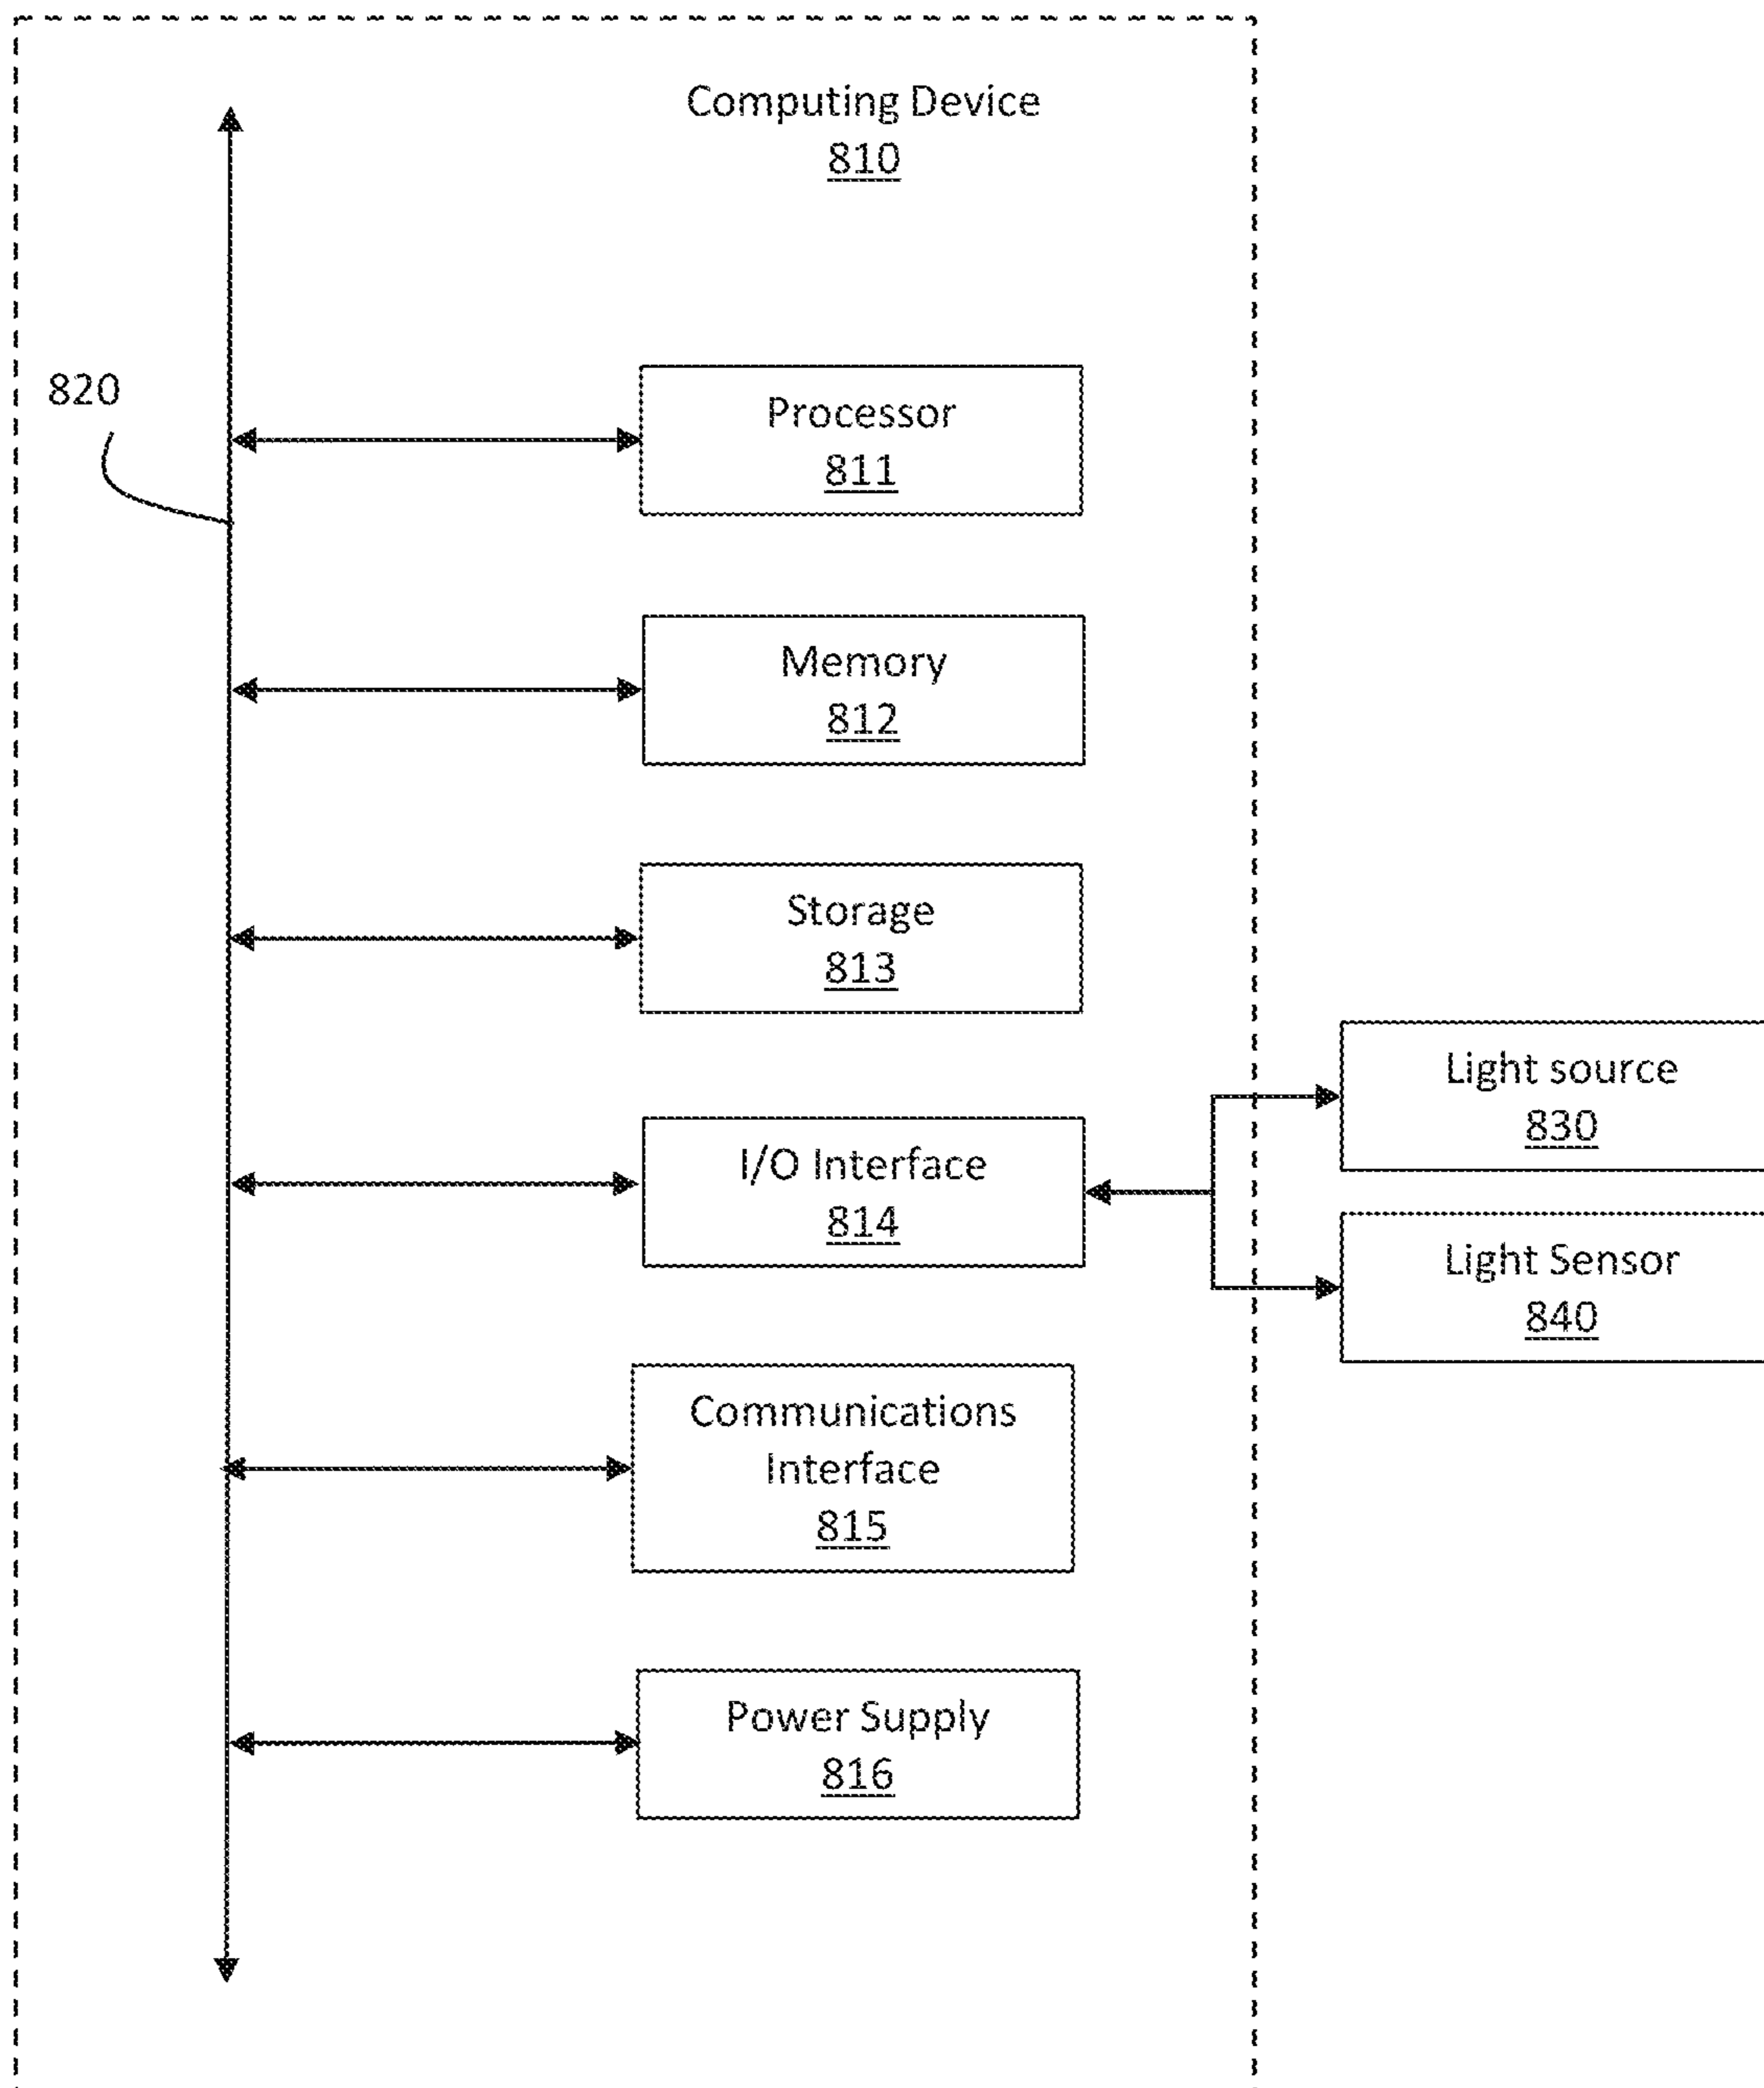 Computing Device
810
820
Processor
811
Memory
812
Storage
813
Light source
830
I/O Interface
814
Light Sensor
840
Communications
Interface
815
Power Supply
816